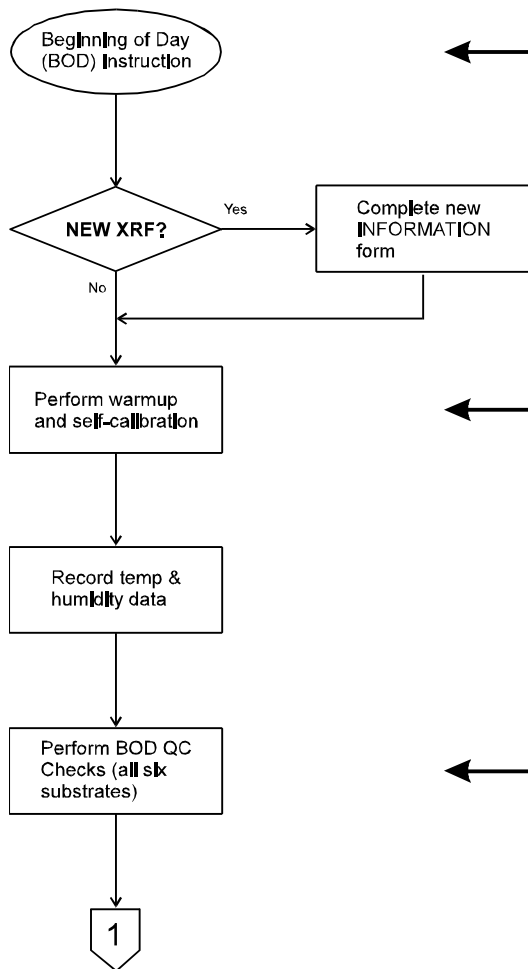 Beginning of Day
(BOD) Instruction
NEW XRF?
Yes
Complete new
INFORMATION
form
No
Perform warmup
and self-calibration
Record temp &
humidity data
Perform BOD QC
Checks (all six
substrates)
1